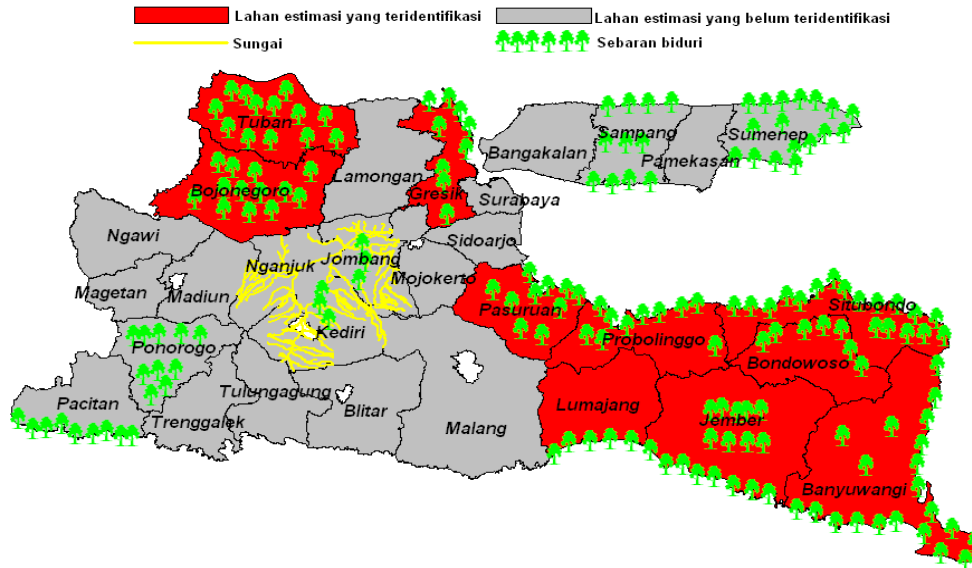 Lahan estimasi yang teridentifikasi
Lahan estimasi yang belum teridentifikasi
Sungai
Sebaran biduri
Tuban
Sampang
Sumenep
Bangakalan
Pamekasan
Lamongan
Bojonegoro
Gresik
Surabaya
Ngawi
Sidoarjo
Nganjuk
Jombang
Mojokerto
Magetan
Madiun
Situbondo
Pasuruan
Kediri
Probolinggo
Ponorogo
Bondowoso
Tulungagung
Pacitan
Blitar
Lumajang
Trenggalek
Malang
Jember
Banyuwangi